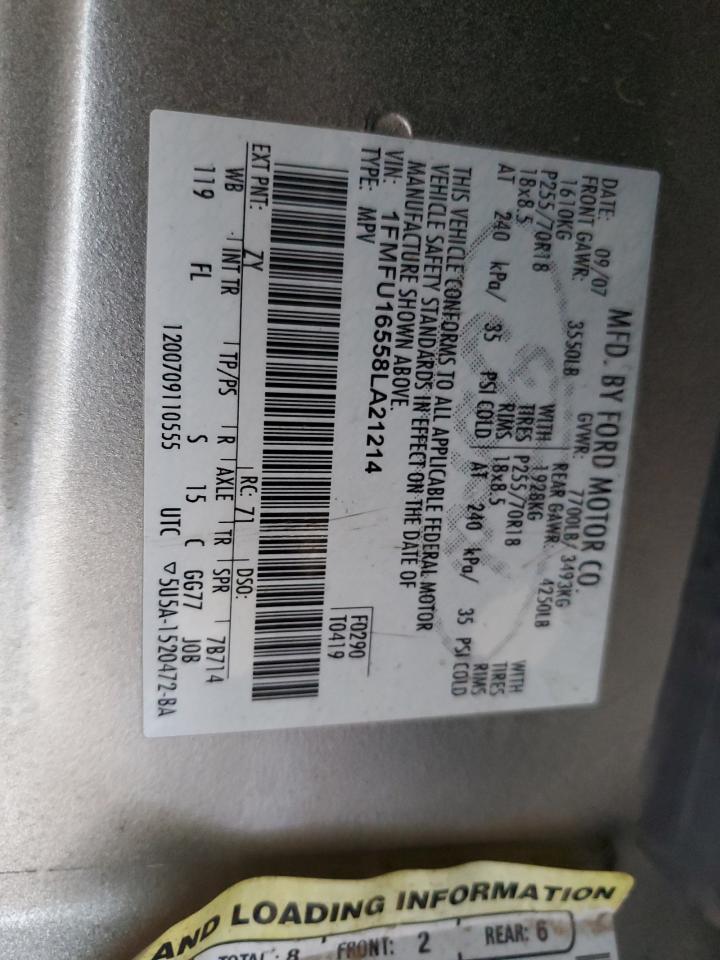 MFD. BY FORD MOTOR CO.
DATE: 09/07 GVWR: 7700LB/ 3493KG
FRONT GAWR: 3550LB REAR GAWR: 4250LB
1610KG WITH 1928KG WITH
P255/70R18 TIRES P255/70R18 TIRES
18x8.5 RIMS 18x8.5 RIMS
AT 240 kPa/ 35 PSI COLD AT 240 kPa/ 35 PSI COLD
THIS VEHICLE CONFORMS TO ALL APPLICABLE FEDERAL MOTOR
VEHICLE SAFETY STANDARDS IN EFFECT ON THE DATE OF
MANUFACTURE SHOWN ABOVE.
VIN: 1FMFU16558LA21214
TYPE: MPV
F0290
T0419
EXT PNT: ZY RC: 71 DSO:
WB INT TR TP/PS R AXLE TR SPR 7B714
119 FL S 15 C GG77 JOB
1200709110555 UTC ▽5U5A-1520472-BA
AND LOADING INFORMATION
TOTAL: 8 FRONT: 2 REAR: 6